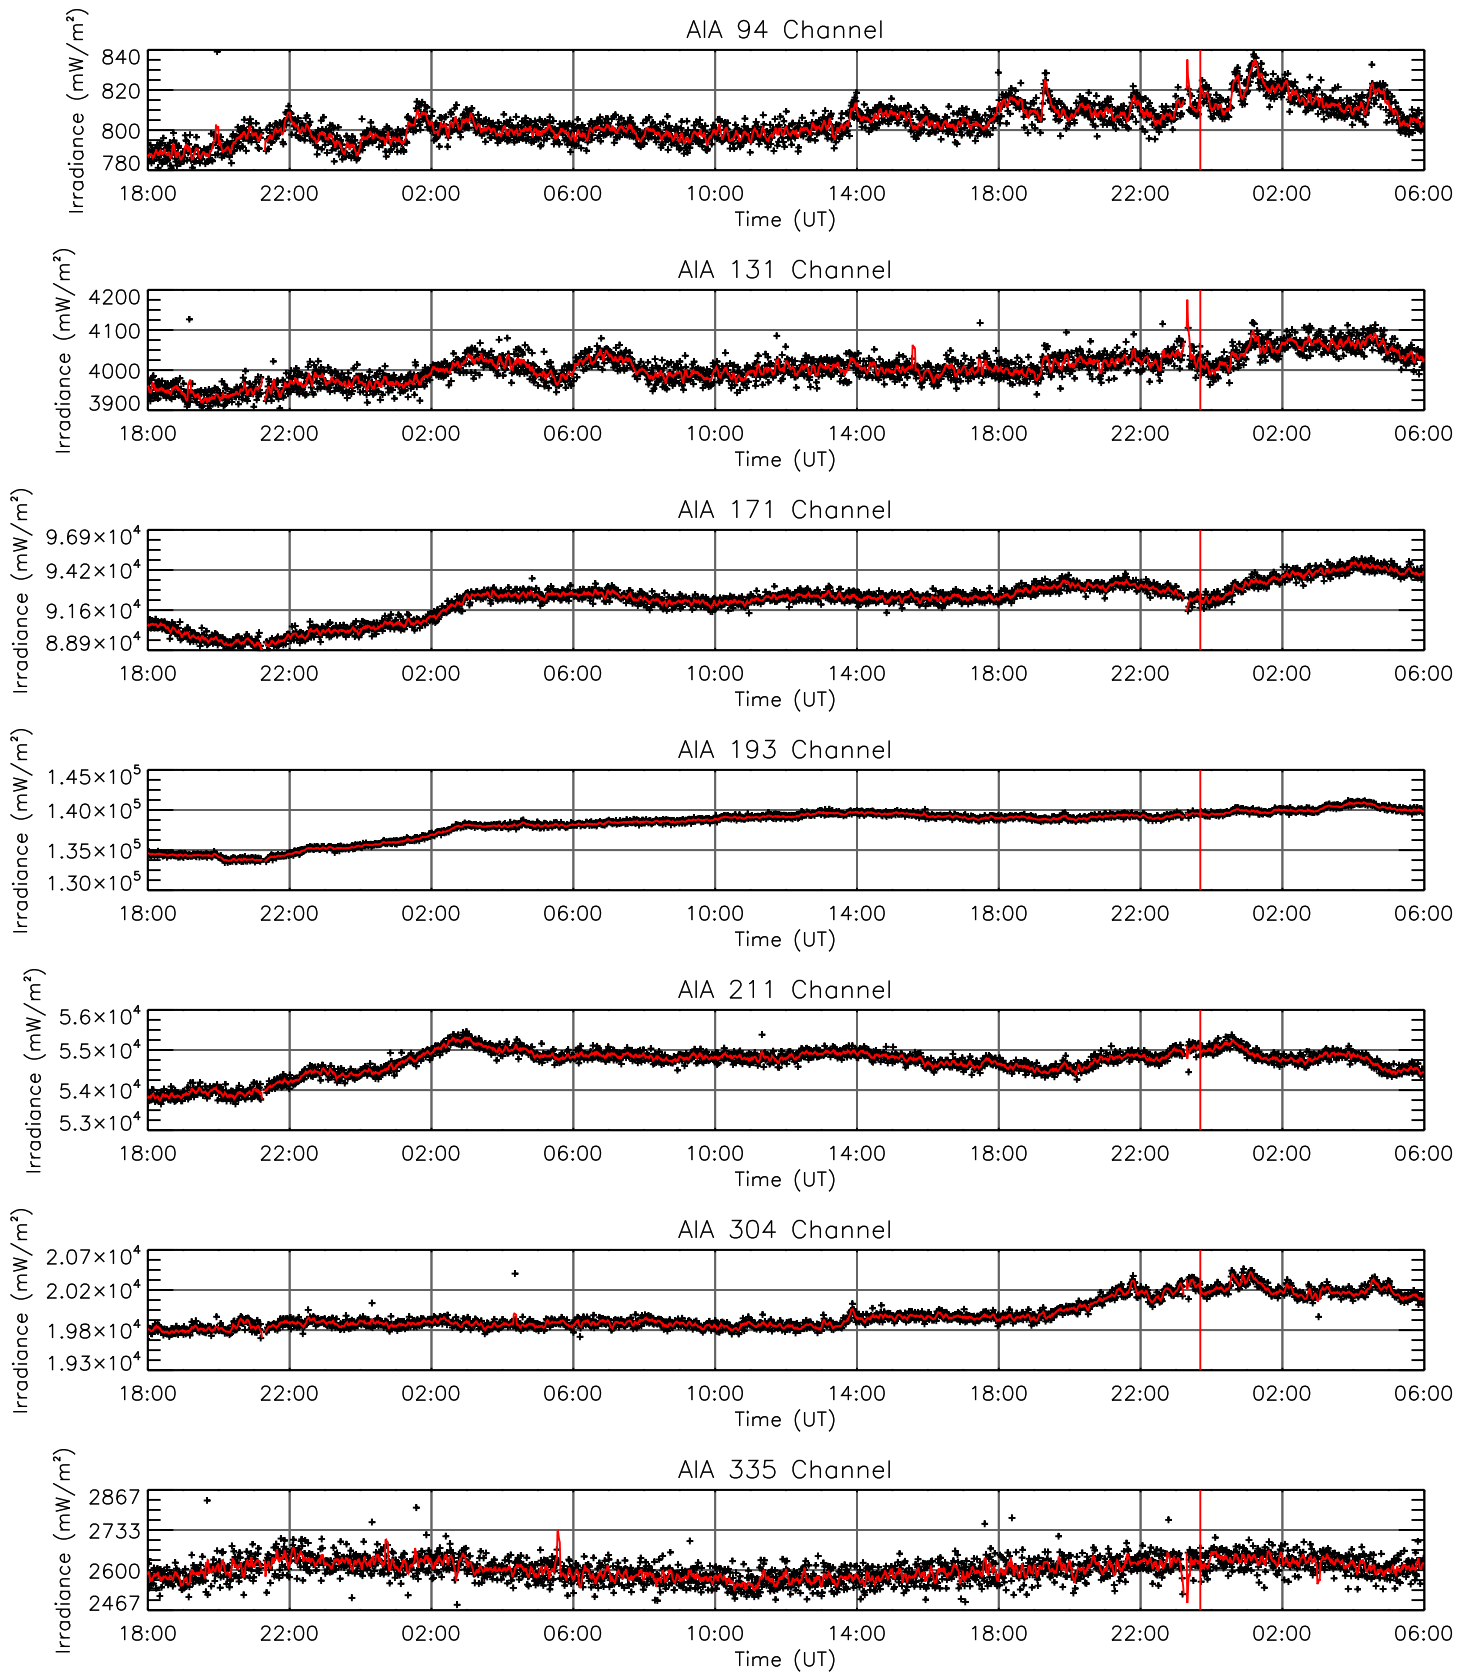 AIA 94 Channel
Irradiance (mW/m²)
840
820
800
780
18:00 22:00 02:00 06:00 10:00 14:00 18:00 22:00 02:00 06:00
Time (UT)
AIA 131 Channel
Irradiance (mW/m²)
4200
4100
4000
3900
18:00 22:00 02:00 06:00 10:00 14:00 18:00 22:00 02:00 06:00
Time (UT)
AIA 171 Channel
Irradiance (mW/m²)
9.69×10⁴
9.42×10⁴
9.16×10⁴
8.89×10⁴
18:00 22:00 02:00 06:00 10:00 14:00 18:00 22:00 02:00 06:00
Time (UT)
AIA 193 Channel
Irradiance (mW/m²)
1.45×10⁵
1.40×10⁵
1.35×10⁵
1.30×10⁵
18:00 22:00 02:00 06:00 10:00 14:00 18:00 22:00 02:00 06:00
Time (UT)
AIA 211 Channel
Irradiance (mW/m²)
5.6×10⁴
5.5×10⁴
5.4×10⁴
5.3×10⁴
18:00 22:00 02:00 06:00 10:00 14:00 18:00 22:00 02:00 06:00
Time (UT)
AIA 304 Channel
Irradiance (mW/m²)
2.07×10⁴
2.02×10⁴
1.98×10⁴
1.93×10⁴
18:00 22:00 02:00 06:00 10:00 14:00 18:00 22:00 02:00 06:00
Time (UT)
AIA 335 Channel
Irradiance (mW/m²)
2867
2733
2600
2467
18:00 22:00 02:00 06:00 10:00 14:00 18:00 22:00 02:00 06:00
Time (UT)